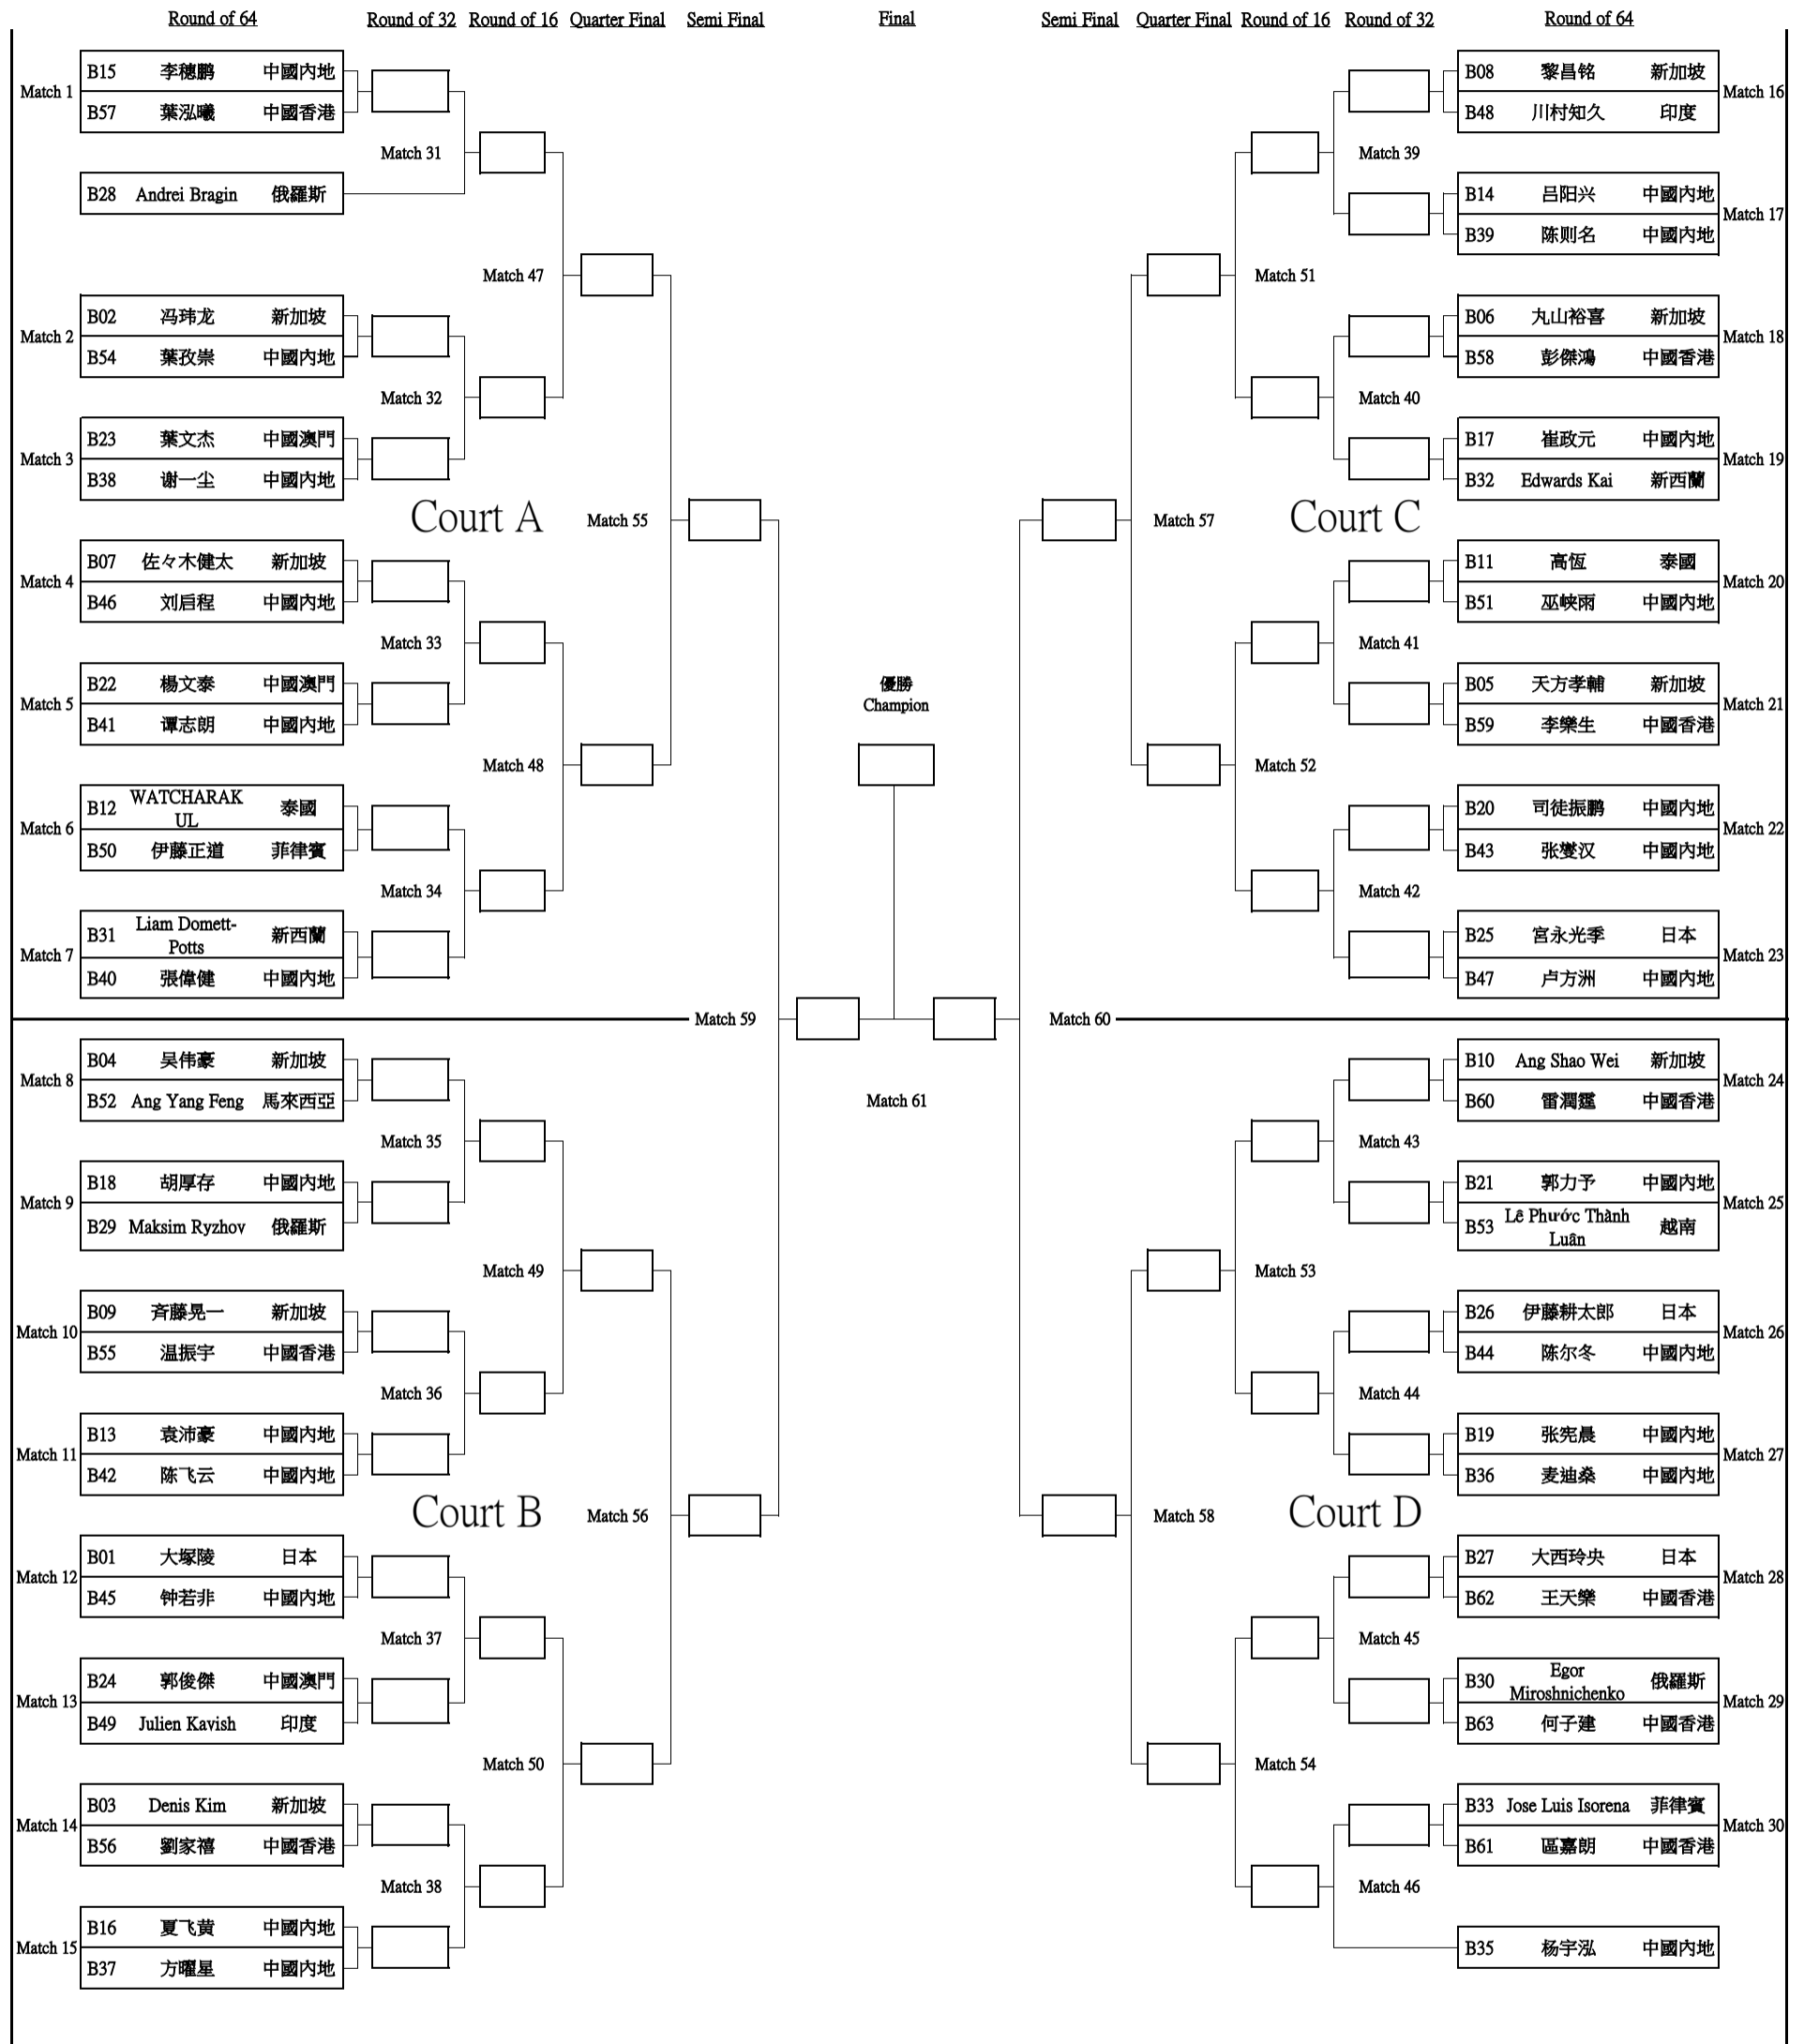 Round of 64 Round of 32 Round of 16 Quarter Final Semi Final Final Semi Final Quarter Final Round of 16 Round of 32 Round of 64
Match 1
B15 李穗鹏 中國內地
B57 葉泓曦 中國香港
Match 31
B28 Andrei Bragin 俄羅斯
Match 47
Match 2
B02 冯玮龙 新加坡
B54 葉孜崇 中國內地
Match 32
Match 3
B23 葉文杰 中國澳門
B38 谢一尘 中國內地
Court A
Match 55
Match 4
B07 佐々木健太 新加坡
B46 刘启程 中國內地
Match 33
Match 5
B22 楊文泰 中國澳門
B41 谭志朗 中國內地
Match 48
Match 6
B12 WATCHARAK
UL 泰國
B50 伊藤正道 菲律賓
Match 34
Match 7
B31 Liam Domett-
Potts 新西蘭
B40 張偉健 中國內地
Match 59
Match 8
B04 吴伟豪 新加坡
B52 Ang Yang Feng 馬來西亞
Match 35
Match 9
B18 胡厚存 中國內地
B29 Maksim Ryzhov 俄羅斯
Match 49
Match 10
B09 斉藤晃一 新加坡
B55 温振宇 中國香港
Match 36
Match 11
B13 袁沛豪 中國內地
B42 陈飞云 中國內地
Court B
Match 56
Match 12
B01 大塚陵 日本
B45 钟若非 中國內地
Match 37
Match 13
B24 郭俊傑 中國澳門
B49 Julien Kavish 印度
Match 50
Match 14
B03 Denis Kim 新加坡
B56 劉家禧 中國香港
Match 38
Match 15
B16 夏飞黄 中國內地
B37 方曜星 中國內地
優勝
Champion
Match 61
B08 黎昌铭 新加坡
B48 川村知久 印度
Match 16
Match 39
B14 吕阳兴 中國內地
B39 陈则名 中國內地
Match 17
Match 51
B06 丸山裕喜 新加坡
B58 彭傑鴻 中國香港
Match 18
Match 40
B17 崔政元 中國內地
B32 Edwards Kai 新西蘭
Match 19
Match 57
Court C
B11 高恆 泰國
B51 巫峡雨 中國內地
Match 20
Match 41
B05 天方孝輔 新加坡
B59 李樂生 中國香港
Match 21
Match 52
B20 司徒振鹏 中國內地
B43 张燮汉 中國內地
Match 22
Match 42
B25 宮永光季 日本
B47 卢方洲 中國內地
Match 23
Match 60
B10 Ang Shao Wei 新加坡
B60 雷潤霆 中國香港
Match 24
Match 43
B21 郭力予 中國內地
B53 Lê Phước Thành
Luân 越南
Match 25
Match 53
B26 伊藤耕太郎 日本
B44 陈尔冬 中國內地
Match 26
Match 44
B19 张宪晨 中國內地
B36 麦迪燊 中國內地
Match 27
Match 58
Court D
B27 大西玲央 日本
B62 王天樂 中國香港
Match 28
Match 45
B30 Egor
Miroshnichenko 俄羅斯
B63 何子建 中國香港
Match 29
Match 54
B33 Jose Luis Isorena 菲律賓
B61 區嘉朗 中國香港
Match 30
Match 46
B35 杨宇泓 中國內地